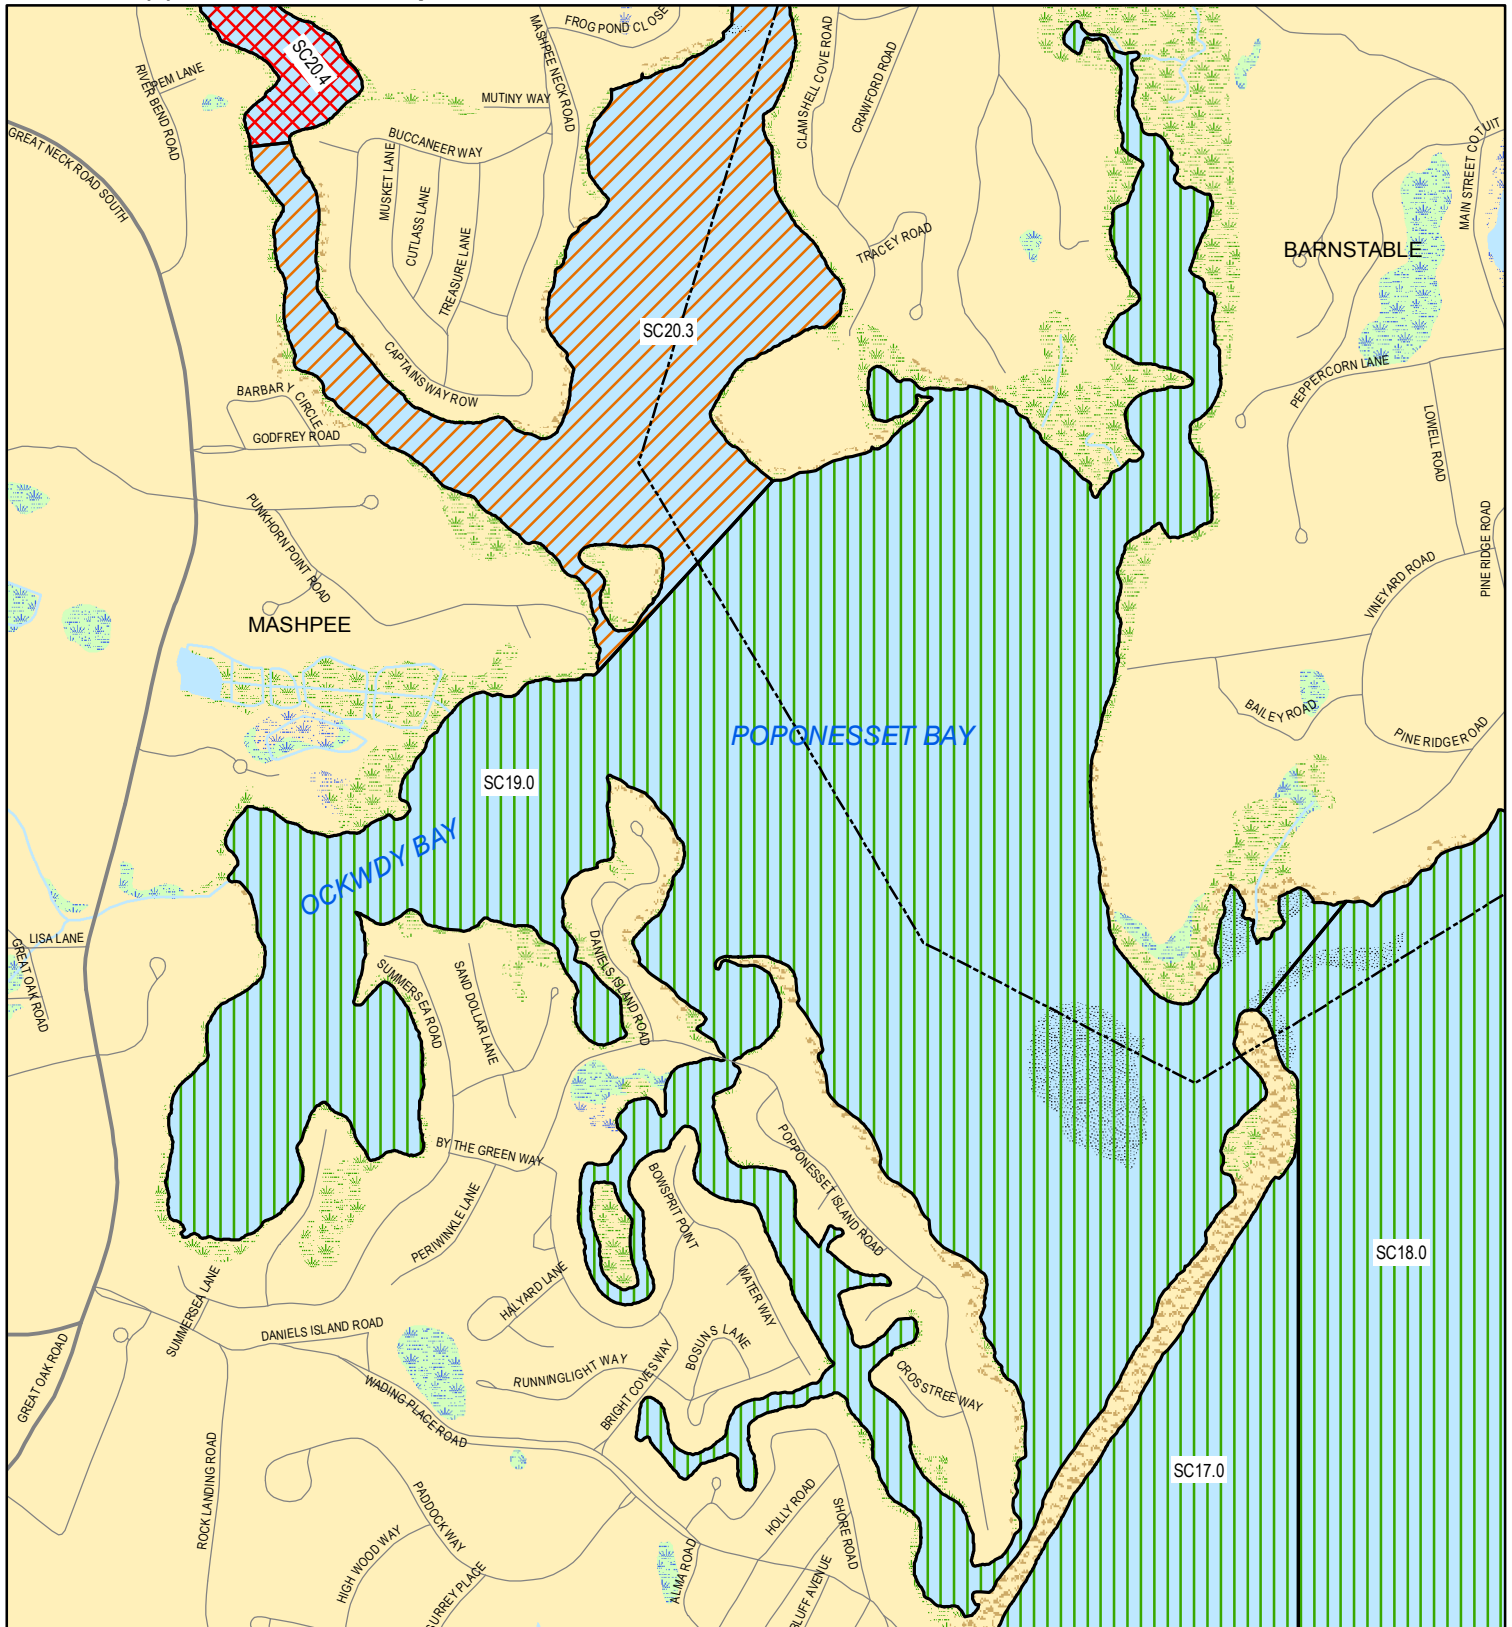 FROG POND CLOSE
MASHPEE NECK ROAD
SC20.4
PEM LANE
RIVER BEND ROAD
MUTINY WAY
CLAMSHELL COVE ROAD
CRAWFORD ROAD
GREAT NECK ROAD SOUTH
BUCCANEER WAY
MUSKET LANE
CUTLASS LANE
TREASURE LANE
TRACEY ROAD
BARNSTABLE
MAIN STREET COTUIT
SC20.3
CAPTAINS WAY ROW
BARBARY CIRCLE
GODFREY ROAD
PEPPERCORN LANE
LOWELL ROAD
PUNKHORN POINT ROAD
PINE RIDGE ROAD
VINEYARD ROAD
MASHPEE
BAILEY ROAD
PINE RIDGE ROAD
POPONESSET BAY
SC19.0
OCKWDY BAY
LISA LANE
GREAT OAK ROAD
SUMMERSEA ROAD
SAND DOLLAR LANE
DANIELS ISLAND ROAD
BY THE GREEN WAY
PERIWINKLE LANE
BOWSPRIT POINT
POPPONESSET ISLAND ROAD
HALYARD LANE
WATER WAY
SC18.0
SUMMERSEA LANE
DANIELS ISLAND ROAD
GREAT OAK ROAD
WADING PLACE ROAD
RUNNINGLIGHT WAY
BRIGHT COVES WAY
BOSUNS LANE
CROSSTREE WAY
SC17.0
ROCK LANDING ROAD
PADDOCK WAY
HIGH WOOD WAY
SURREY PLACE
ALMA ROAD
HOLLY ROAD
SHORE ROAD
BLUFF AVENUE